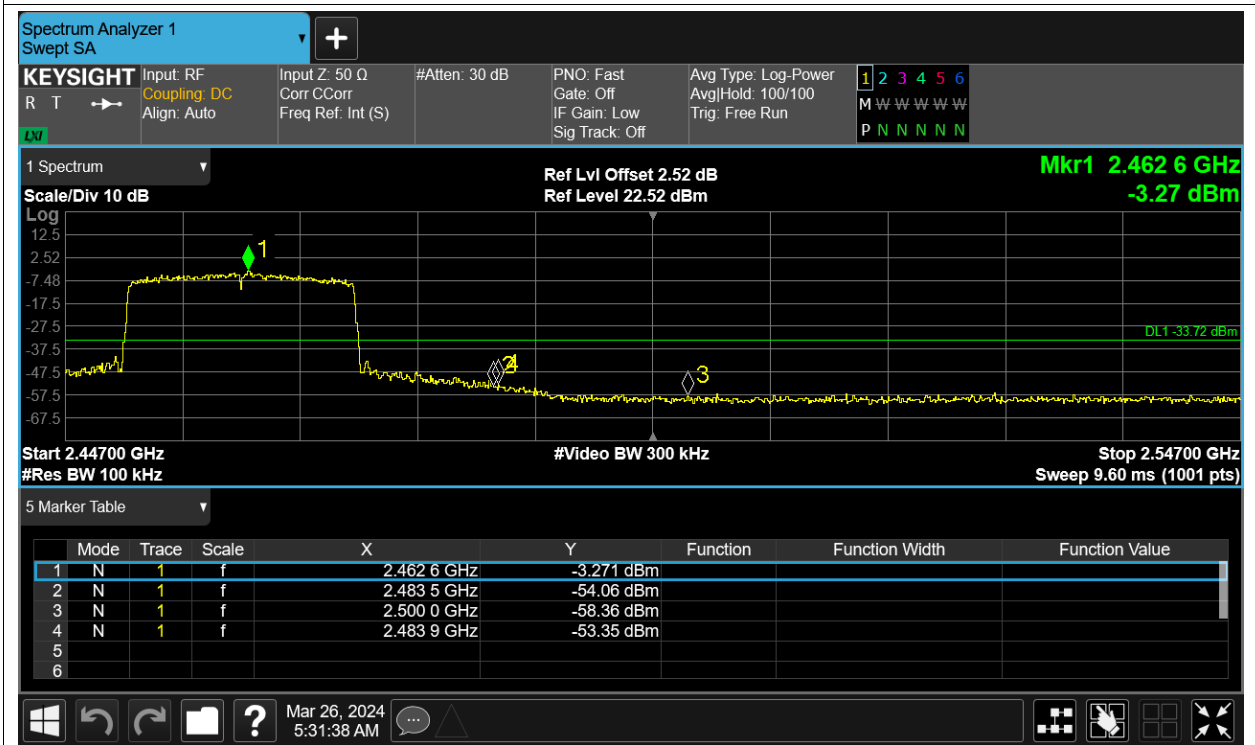 Spectrum Analyzer 1
Swept SA
KEYSIGHT
R T
LXI
Input: RF
Coupling: DC
Align: Auto
Input Z: 50 Ω
Corr CCorr
Freq Ref: Int (S)
#Atten: 30 dB
PNO: Fast
Gate: Off
IF Gain: Low
Sig Track: Off
Avg Type: Log-Power
Avg|Hold: 100/100
Trig: Free Run
1 2 3 4 5 6
M W W W W W
P N N N N N
1 Spectrum
Scale/Div 10 dB
Ref Lvl Offset 2.52 dB
Ref Level 22.52 dBm
Mkr1 2.462 6 GHz
-3.27 dBm
Log
12.5
2.52
-7.48
-17.5
-27.5
-37.5
-47.5
-57.5
-67.5
1
DL1 -33.72 dBm
3
Start 2.44700 GHz
#Res BW 100 kHz
#Video BW 300 kHz
Stop 2.54700 GHz
Sweep 9.60 ms (1001 pts)
5 Marker Table
Mode Trace Scale X Y Function Function Width Function Value
1 N 1 f 2.462 6 GHz -3.271 dBm
2 N 1 f 2.483 5 GHz -54.06 dBm
3 N 1 f 2.500 0 GHz -58.36 dBm
4 N 1 f 2.483 9 GHz -53.35 dBm
5
6
?
Mar 26, 2024
5:31:38 AM